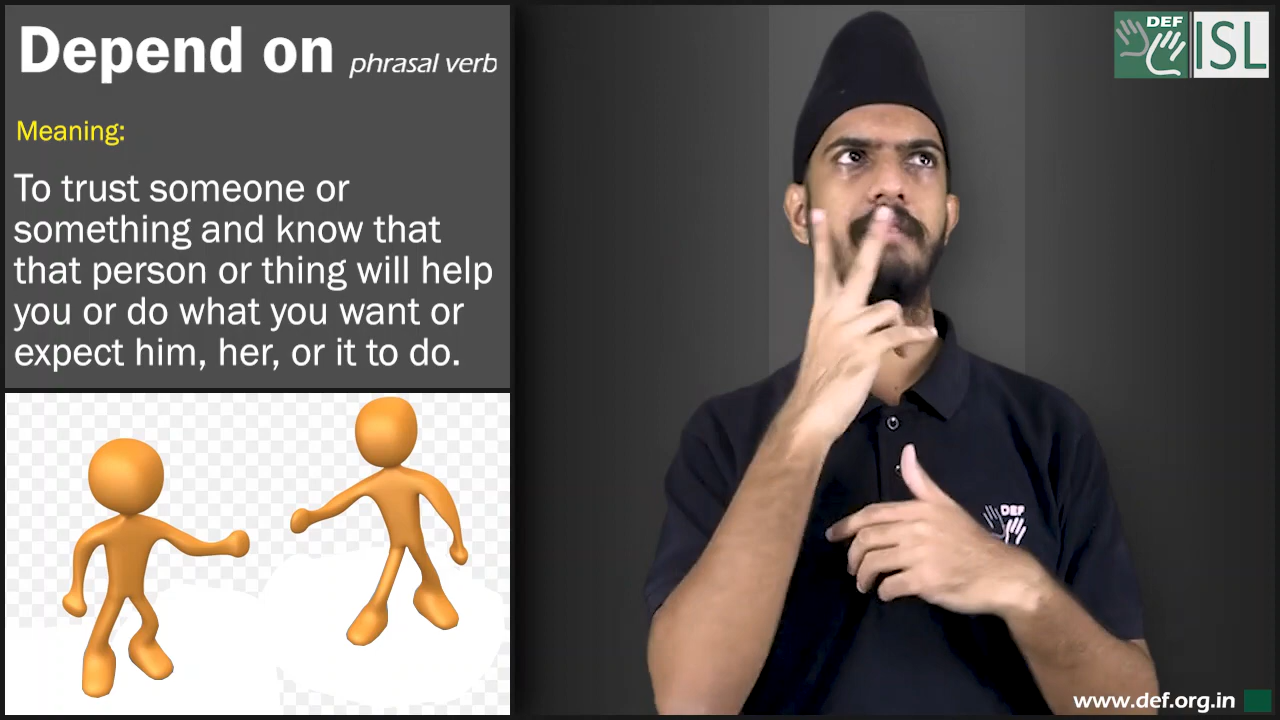 Depend on phrasal verb
Meaning:
To trust someone or
something and know that
that person or thing will help
you or do what you want or
expect him, her, or it to do.
DEF
ISL
DEF
www.def.org.in